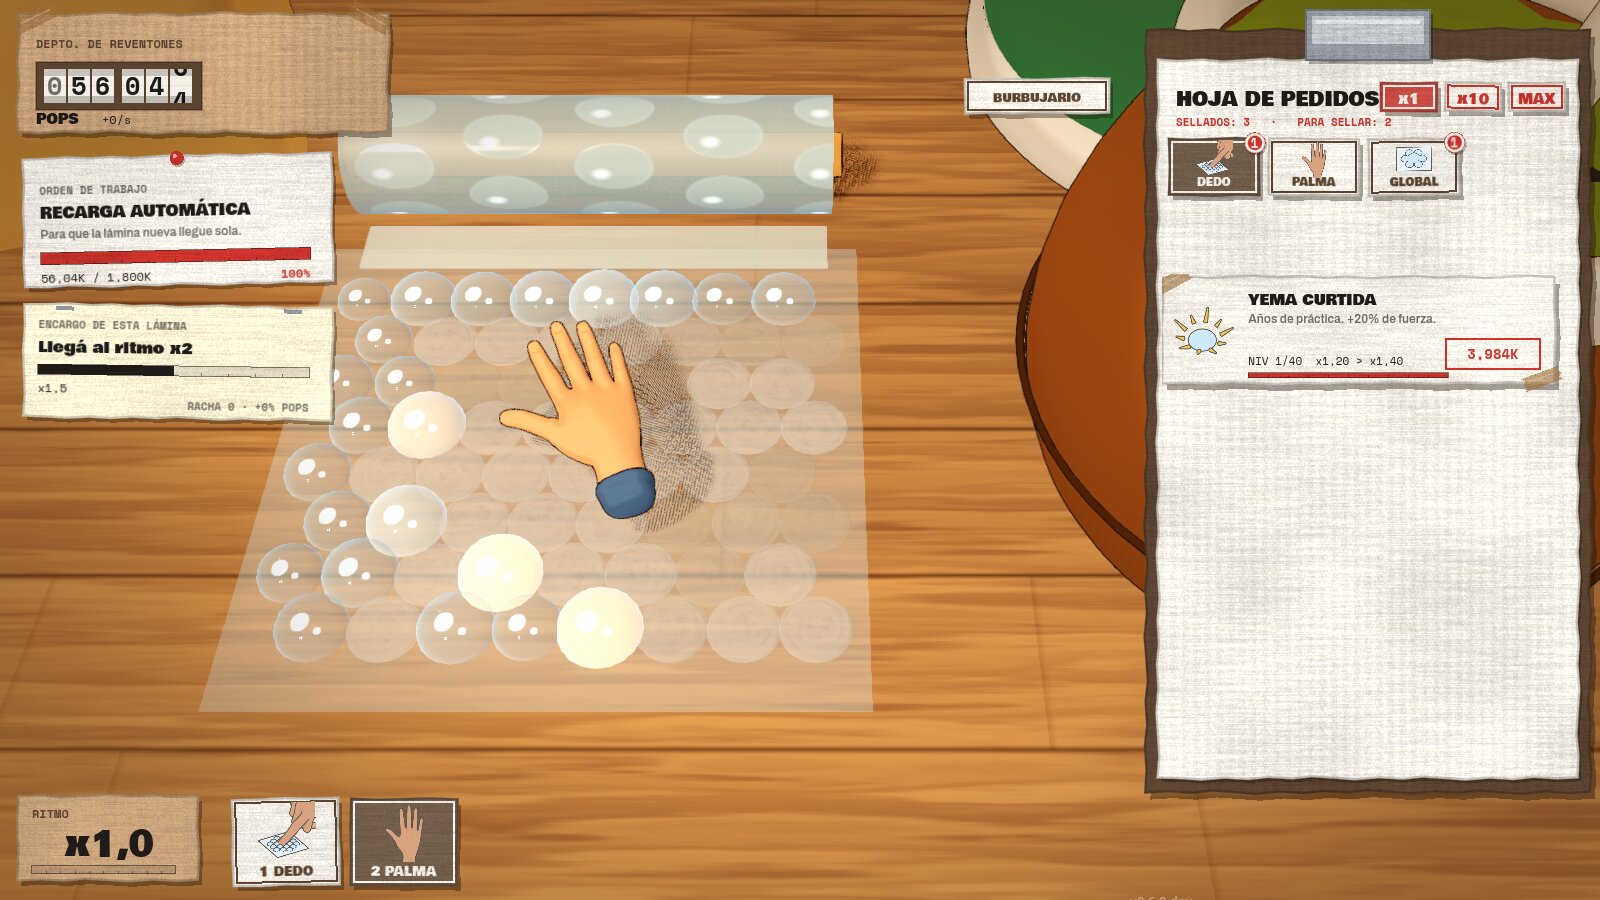 DEPTO. DE REVENTONES
056 04
POPS +0/s
ORDEN DE TRABAJO
RECARGA AUTOMÁTICA
Para que la lámina nueva llegue sola.
56,04K / 1,800K 100%
ENCARGO DE ESTA LÁMINA
Llegá al ritmo x2
x1,5
RACHA 0 · +0% POPS
BURBUJARIO
HOJA DE PEDIDOS x1 x10 MAX
SELLADOS: 3 · PARA SELLAR: 2
DEDO 1
PALMA
GLOBAL 1
YEMA CURTIDA
Años de práctica. +20% de fuerza.
NIV 1/40 x1,20 > x1,40
3,984K
RITMO
x1,0
1 DEDO
2 PALMA